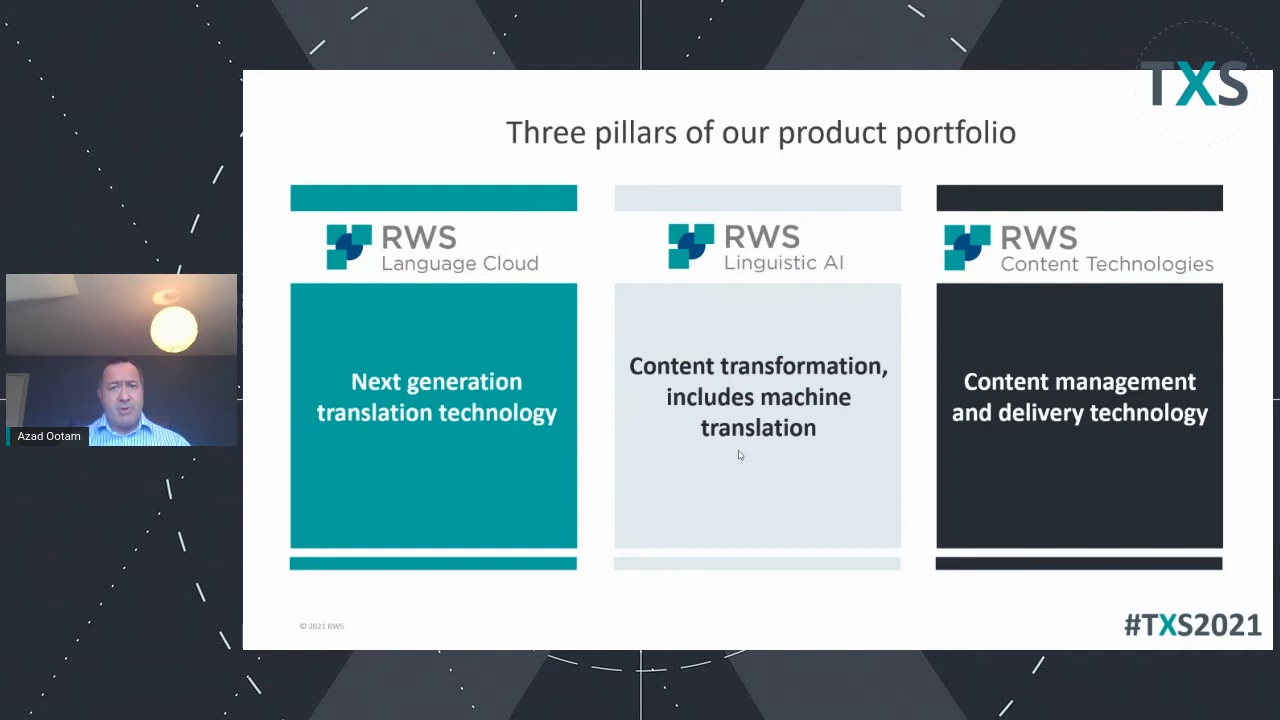 TXS
Three pillars of our product portfolio
RWS
Language Cloud
RWS
Linguistic AI
RWS
Content Technologies
Next generation
translation technology
Content transformation,
includes machine
translation
Content management
and delivery technology
Azad Ootam
© 2021 RWS
#TXS2021